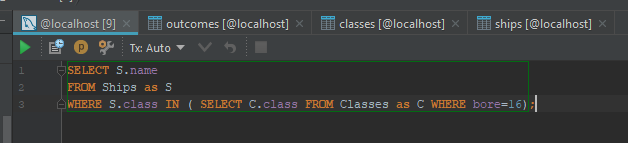 @localhost [9] outcomes [@localhost] classes [@localhost] ships [@localhost]
Tx: Auto
1 SELECT S.name
2 FROM Ships as S
3 WHERE S.class IN ( SELECT C.class FROM Classes as C WHERE bore=16);